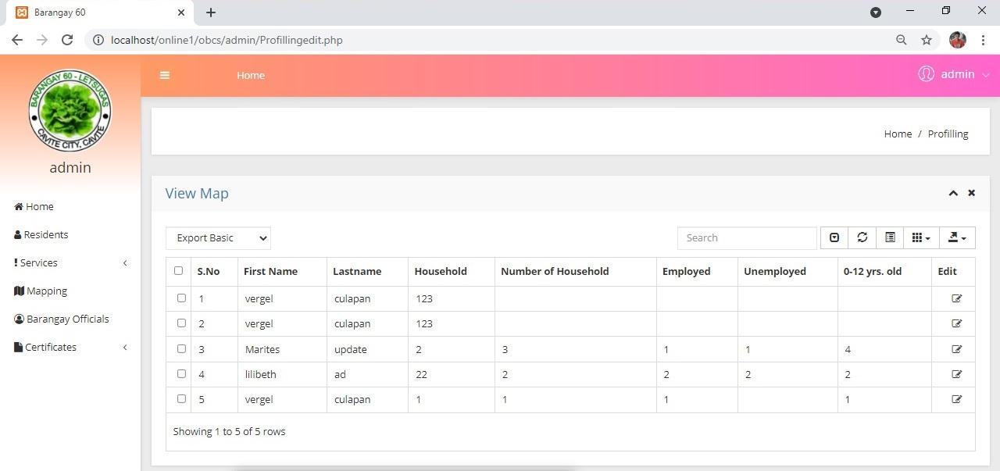 Barangay 60
localhost/online1/obcs/admin/Profillingedit.php
BARANGAY 60 - LETSUGAS
CAVITE CITY, CAVITE
admin
Home
Residents
Services
Mapping
Barangay Officials
Certificates
Home admin
Home / Profilling
View Map
Export Basic Search
S.No First Name Lastname Household Number of Household Employed Unemployed 0-12 yrs. old Edit
1 vergel culapan 123
2 vergel culapan 123
3 Marites update 2 3 1 1 4
4 lilibeth ad 22 2 2 2 2
5 vergel culapan 1 1 1 1
Showing 1 to 5 of 5 rows